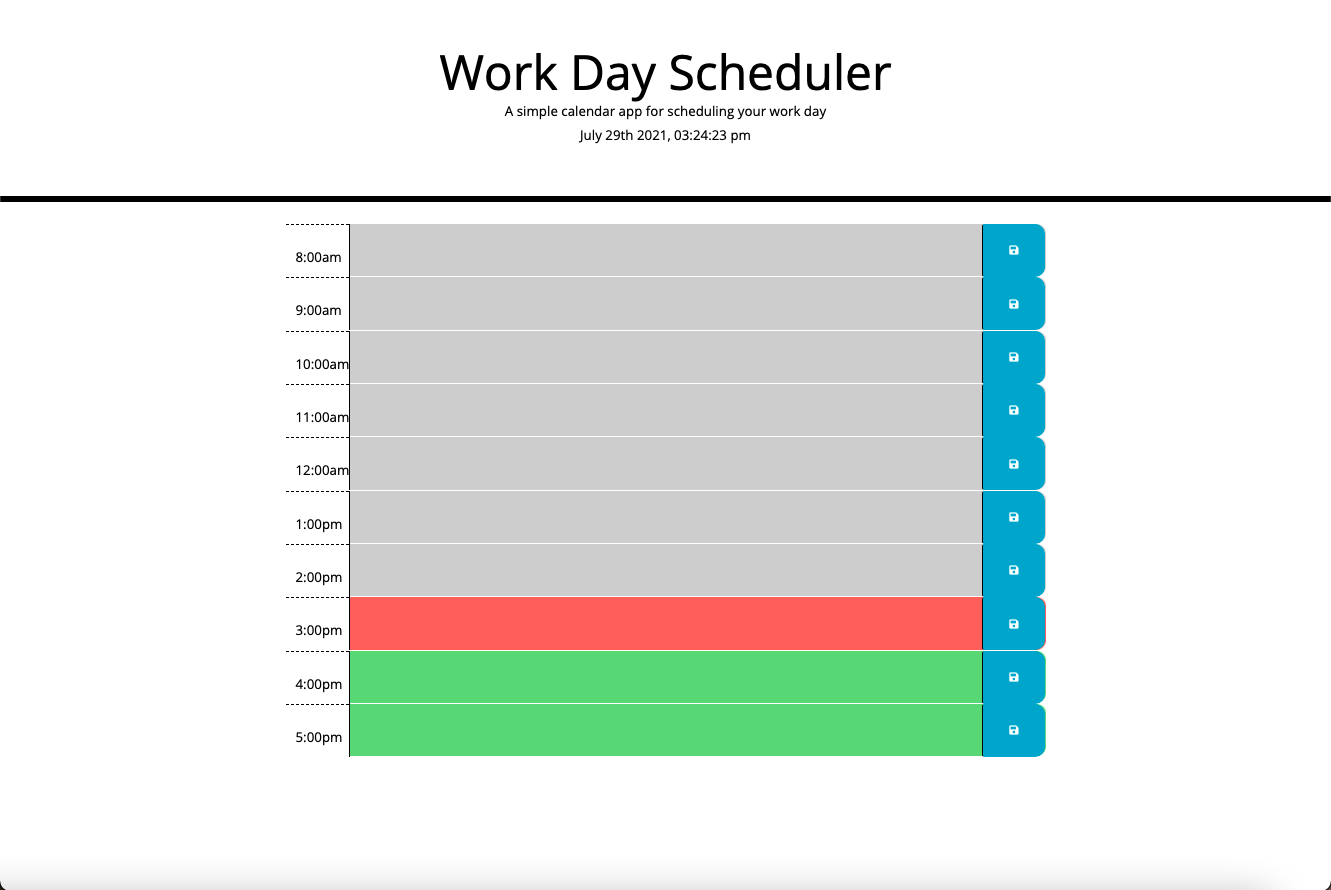 Work Day Scheduler
A simple calendar app for scheduling your work day
July 29th 2021, 03:24:23 pm
8:00am
9:00am
10:00am
11:00am
12:00am
1:00pm
2:00pm
3:00pm
4:00pm
5:00pm